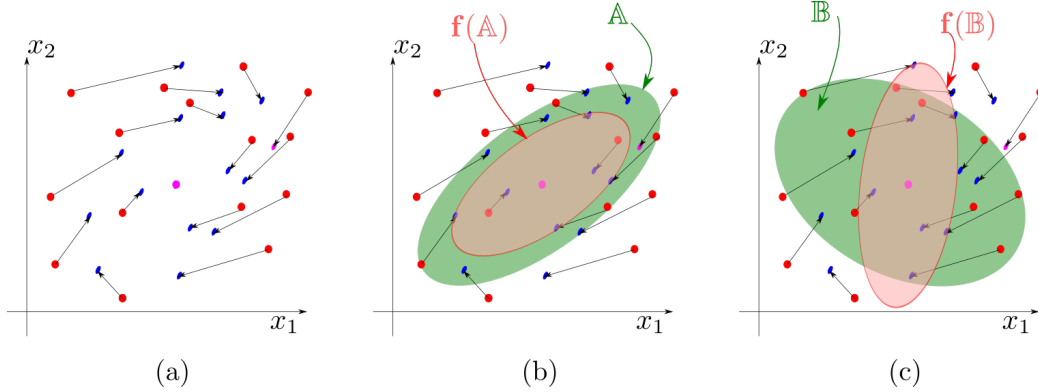 x₂
x₁
(a)
f(𝔸)
𝔸
x₂
x₁
(b)
𝔹
f(𝔹)
x₂
x₁
(c)